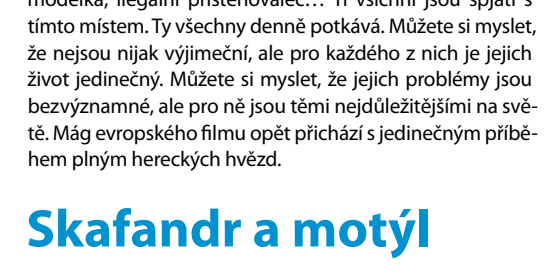 modelka, ilegální přistěhovalec… Ti všichni jsou spjati s
tímto místem. Ty všechny denně potkává. Můžete si myslet,
že nejsou nijak výjimeční, ale pro každého z nich je jejich
život jedinečný. Můžete si myslet, že jejich problémy jsou
bezvýznamné, ale pro ně jsou těmi nejdůležitějšími na svě-
tě. Mág evropského filmu opět přichází s jedinečným příbě-
hem plným hereckých hvězd.
Skafandr a motýl